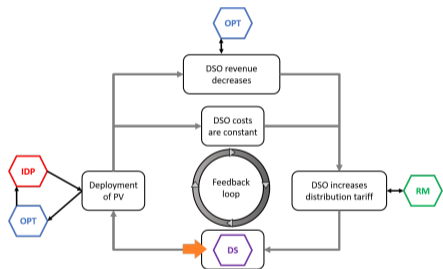 OPT
DSO revenue
decreases
DSO costs
are constant
IDP
OPT
Deployment
of PV
Feedback
loop
DSO increases
distribution tariff
RM
DS